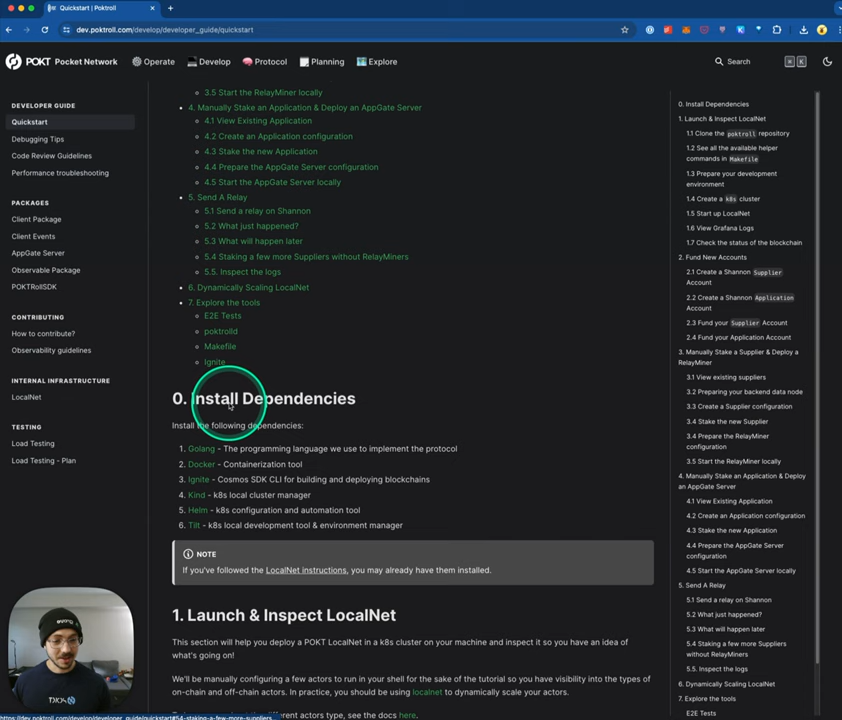 Quickstart | Poktroll
dev.poktroll.com/develop/developer_guide/quickstart
POKT Pocket Network
Operate
Develop
Protocol
Planning
Explore
Search
K
DEVELOPER GUIDE
Quickstart
Debugging Tips
Code Review Guidelines
Performance troubleshooting
PACKAGES
Client Package
Client Events
AppGate Server
Observable Package
POKTRollSDK
CONTRIBUTING
How to contribute?
Observability guidelines
INTERNAL INFRASTRUCTURE
LocalNet
TESTING
Load Testing
Load Testing - Plan
3.5 Start the RelayMiner locally
4. Manually Stake an Application & Deploy an AppGate Server
4.1 View Existing Application
4.2 Create an Application configuration
4.3 Stake the new Application
4.4 Prepare the AppGate Server configuration
4.5 Start the AppGate Server locally
5. Send A Relay
5.1 Send a relay on Shannon
5.2 What just happened?
5.3 What will happen later
5.4 Staking a few more Suppliers without RelayMiners
5.5. Inspect the logs
6. Dynamically Scaling LocalNet
7. Explore the tools
E2E Tests
poktrolld
Makefile
Ignite
0. Install Dependencies
Install the following dependencies:
1. Golang - The programming language we use to implement the protocol
2. Docker - Containerization tool
3. Ignite - Cosmos SDK CLI for building and deploying blockchains
4. Kind - k8s local cluster manager
5. Helm - k8s configuration and automation tool
6. Tilt - k8s local development tool & environment manager
NOTE
If you've followed the LocalNet instructions, you may already have them installed.
1. Launch & Inspect LocalNet
This section will help you deploy a POKT LocalNet in a k8s cluster on your machine and inspect it so you have an idea of
what's going on!
We'll be manually configuring a few actors to run in your shell for the sake of the tutorial so you have visibility into the types of
on-chain and off-chain actors. In practice, you should be using localnet to dynamically scale your actors.
different actors type, see the docs here.
https://dev.poktroll.com/develop/developer_guide/quickstart#54-staking-a-few-more-suppliers...
0. Install Dependencies
1. Launch & Inspect LocalNet
1.1 Clone the poktroll repository
1.2 See all the available helper
commands in Makefile
1.3 Prepare your development
environment
1.4 Create a k8s cluster
1.5 Start up LocalNet
1.6 View Grafana Logs
1.7 Check the status of the blockchain
2. Fund New Accounts
2.1 Create a Shannon Supplier
Account
2.2 Create a Shannon Application
Account
2.3 Fund your Supplier Account
2.4 Fund your Application Account
3. Manually Stake a Supplier & Deploy a
RelayMiner
3.1 View existing suppliers
3.2 Preparing your backend data node
3.3 Create a Supplier configuration
3.4 Stake the new Supplier
3.4 Prepare the RelayMiner
configuration
3.5 Start the RelayMiner locally
4. Manually Stake an Application & Deploy
an AppGate Server
4.1 View Existing Application
4.2 Create an Application configuration
4.3 Stake the new Application
4.4 Prepare the AppGate Server
configuration
4.5 Start the AppGate Server locally
5. Send A Relay
5.1 Send a relay on Shannon
5.2 What just happened?
5.3 What will happen later
5.4 Staking a few more Suppliers
without RelayMiners
5.5. Inspect the logs
6. Dynamically Scaling LocalNet
7. Explore the tools
E2E Tests